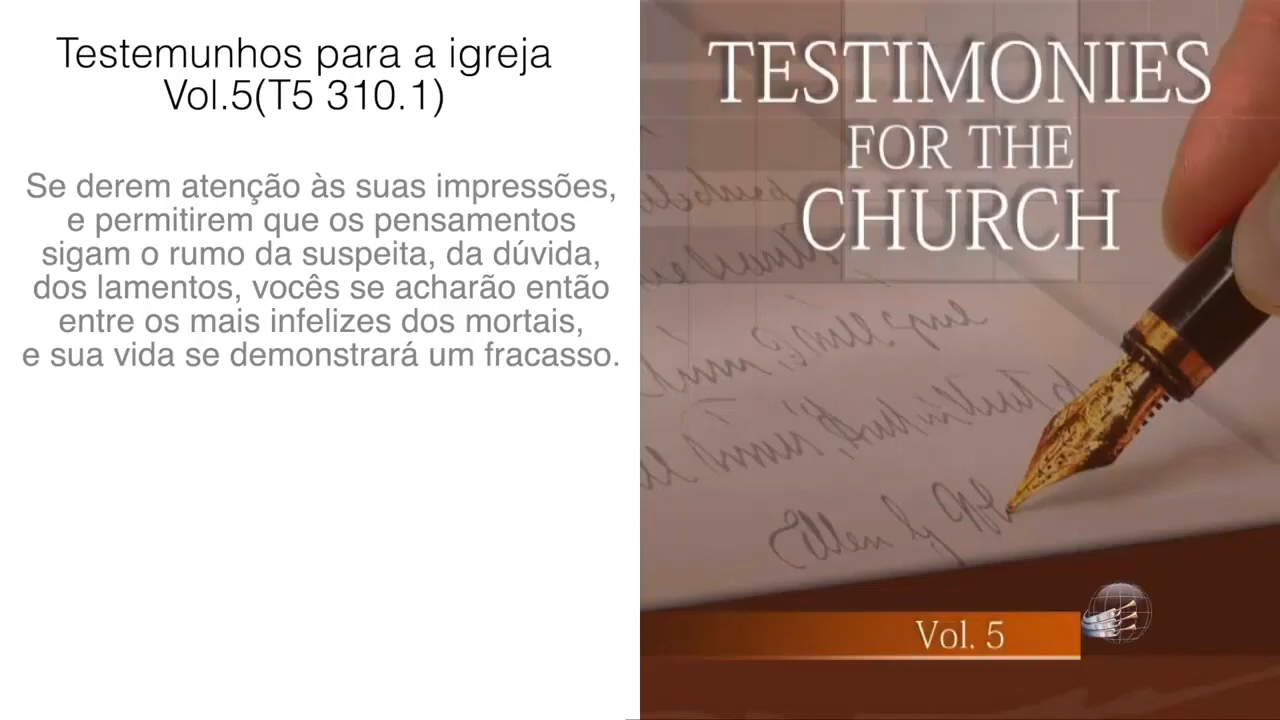 Testemunhos para a igreja
Vol.5(T5 310.1)
Se derem atenção às suas impressões,
e permitirem que os pensamentos
sigam o rumo da suspeita, da dúvida,
dos lamentos, vocês se acharão então
entre os mais infelizes dos mortais,
e sua vida se demonstrará um fracasso.
TESTIMONIES
FOR THE
CHURCH
Vol. 5